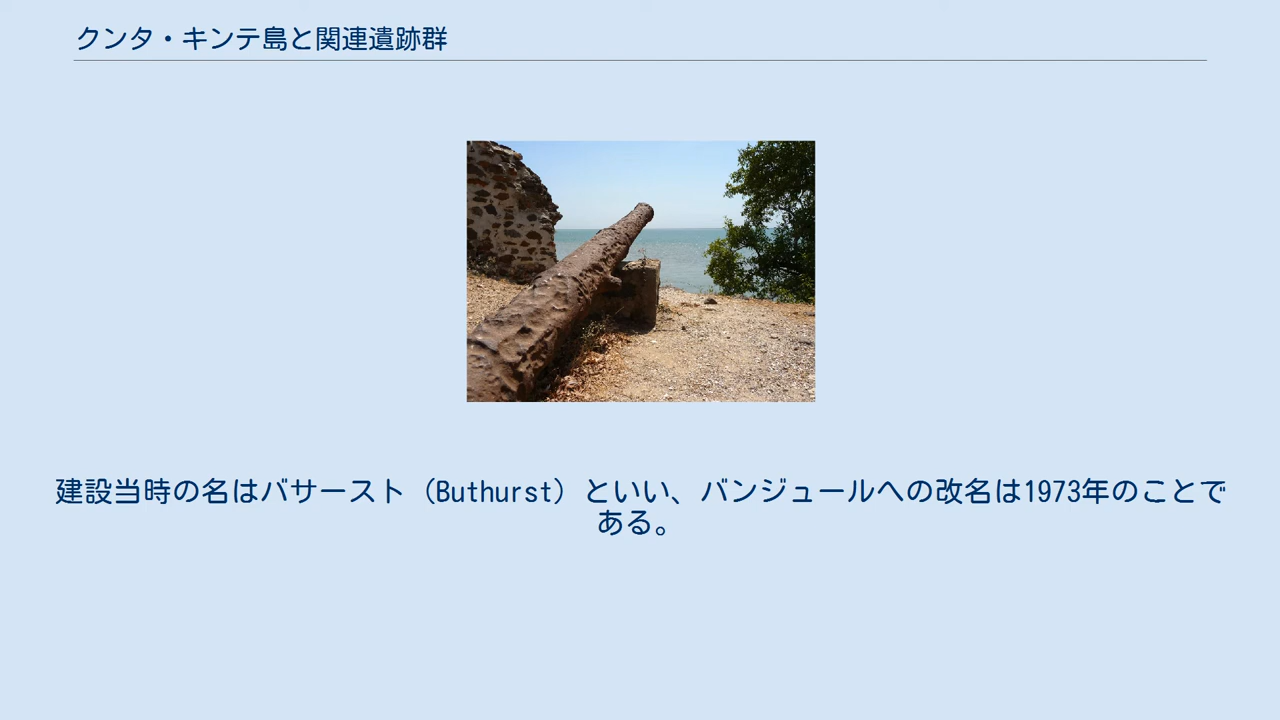 クンタ・キンテ島と関連遺跡群
建設当時の名はバサースト（Buthurst）といい、バンジュールへの改名は1973年のことで
ある。